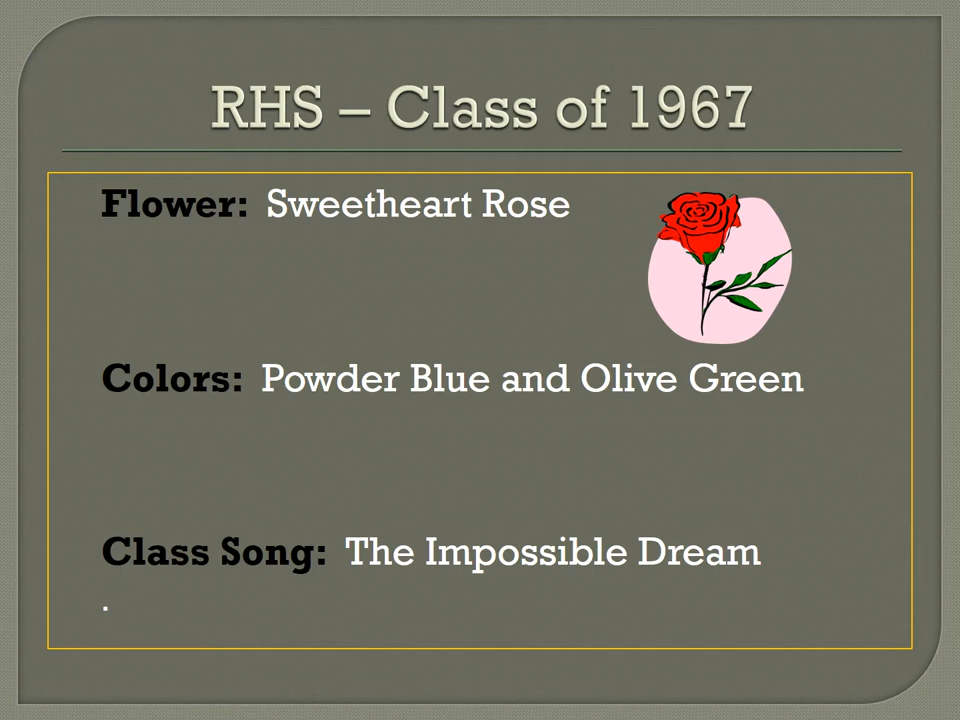 RHS – Class of 1967
Flower: Sweetheart Rose
Colors: Powder Blue and Olive Green
Class Song: The Impossible Dream
.